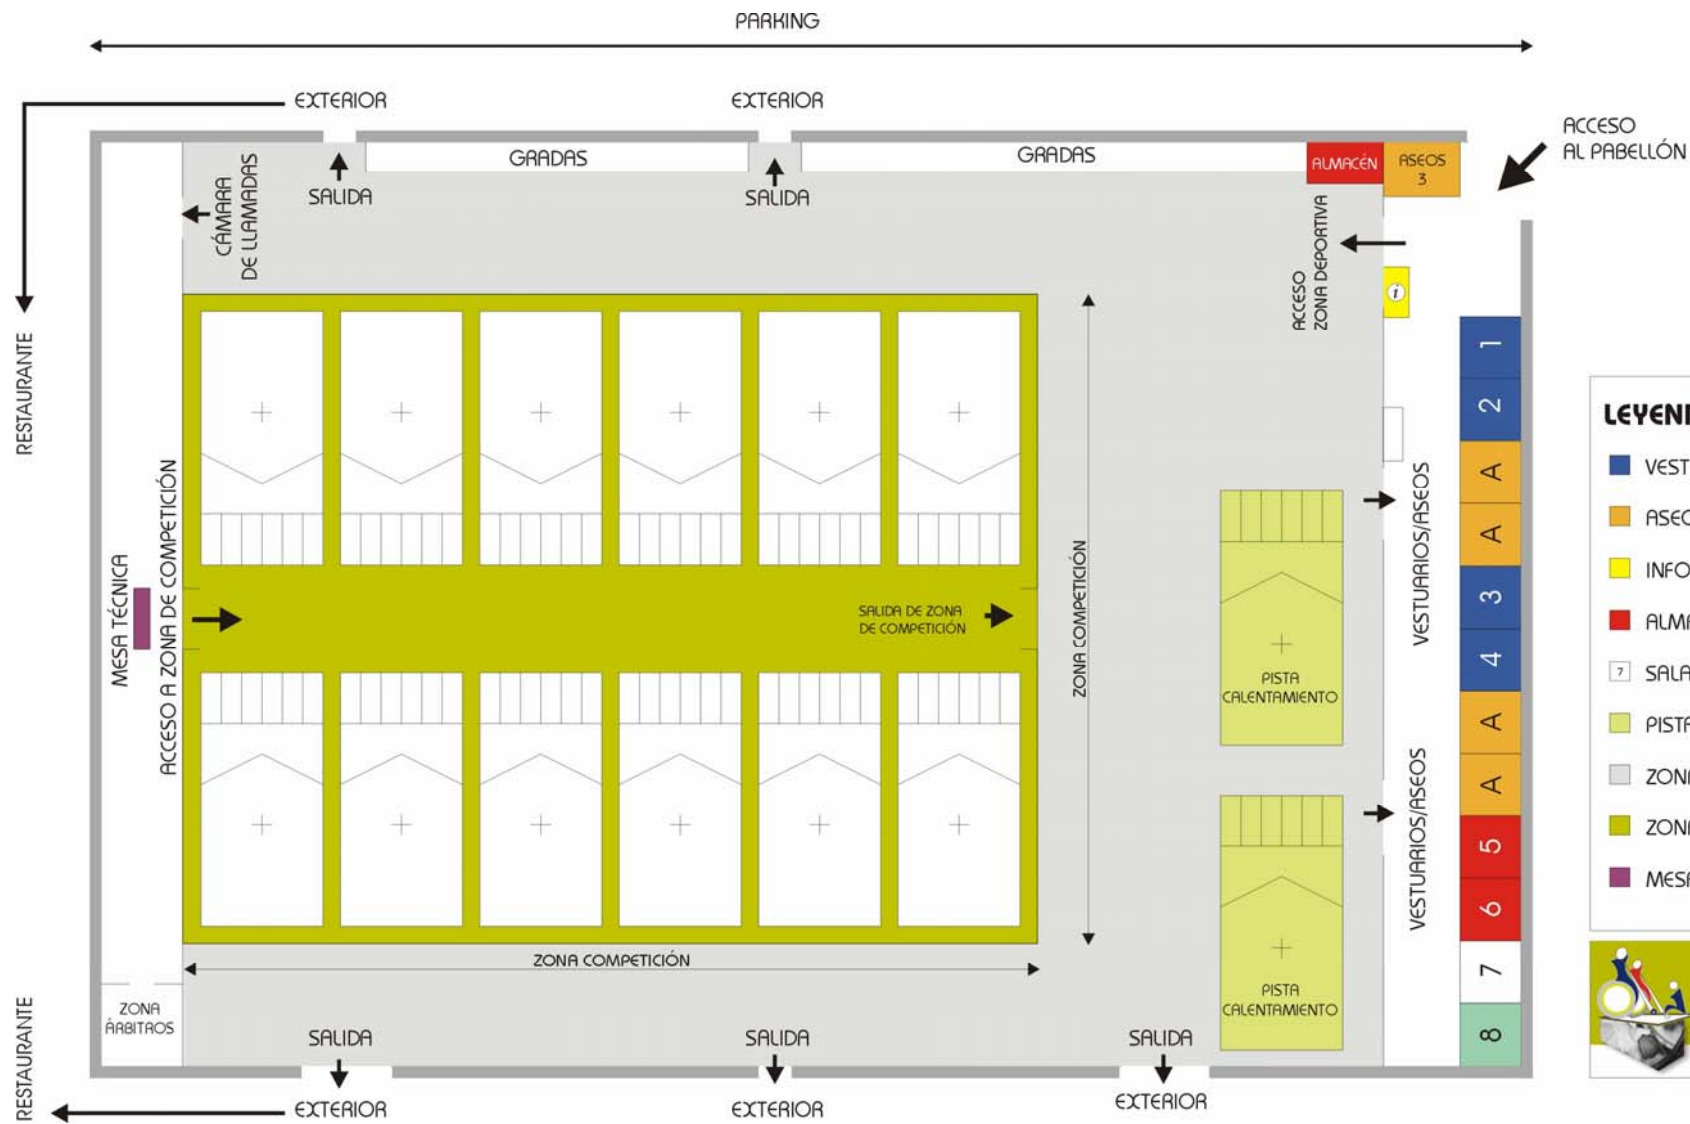 PARKING
EXTERIOR
EXTERIOR
ACCESO
AL PABELLÓN
GRADAS
GRADAS
ALMACÉN
ASEOS
3
SALIDA
SALIDA
CÁMARA
DE LLAMADAS
ACCESO
ZONA DEPORTIVA
i
RESTAURANTE
1
2
A
A
3
4
A
A
5
6
7
8
VESTUARIOS/ASEOS
VESTUARIOS/ASEOS
MESA TÉCNICA
ACCESO A ZONA DE COMPETICIÓN
SALIDA DE ZONA
DE COMPETICIÓN
ZONA COMPETICIÓN
PISTA
CALENTAMIENTO
PISTA
CALENTAMIENTO
ZONA COMPETICIÓN
ZONA
ÁRBITROS
SALIDA
SALIDA
SALIDA
RESTAURANTE
EXTERIOR
EXTERIOR
EXTERIOR
LEYEN
VEST
ASEO
INFO
ALMA
7 SALA
PISTA
ZONA
ZONA
MESA